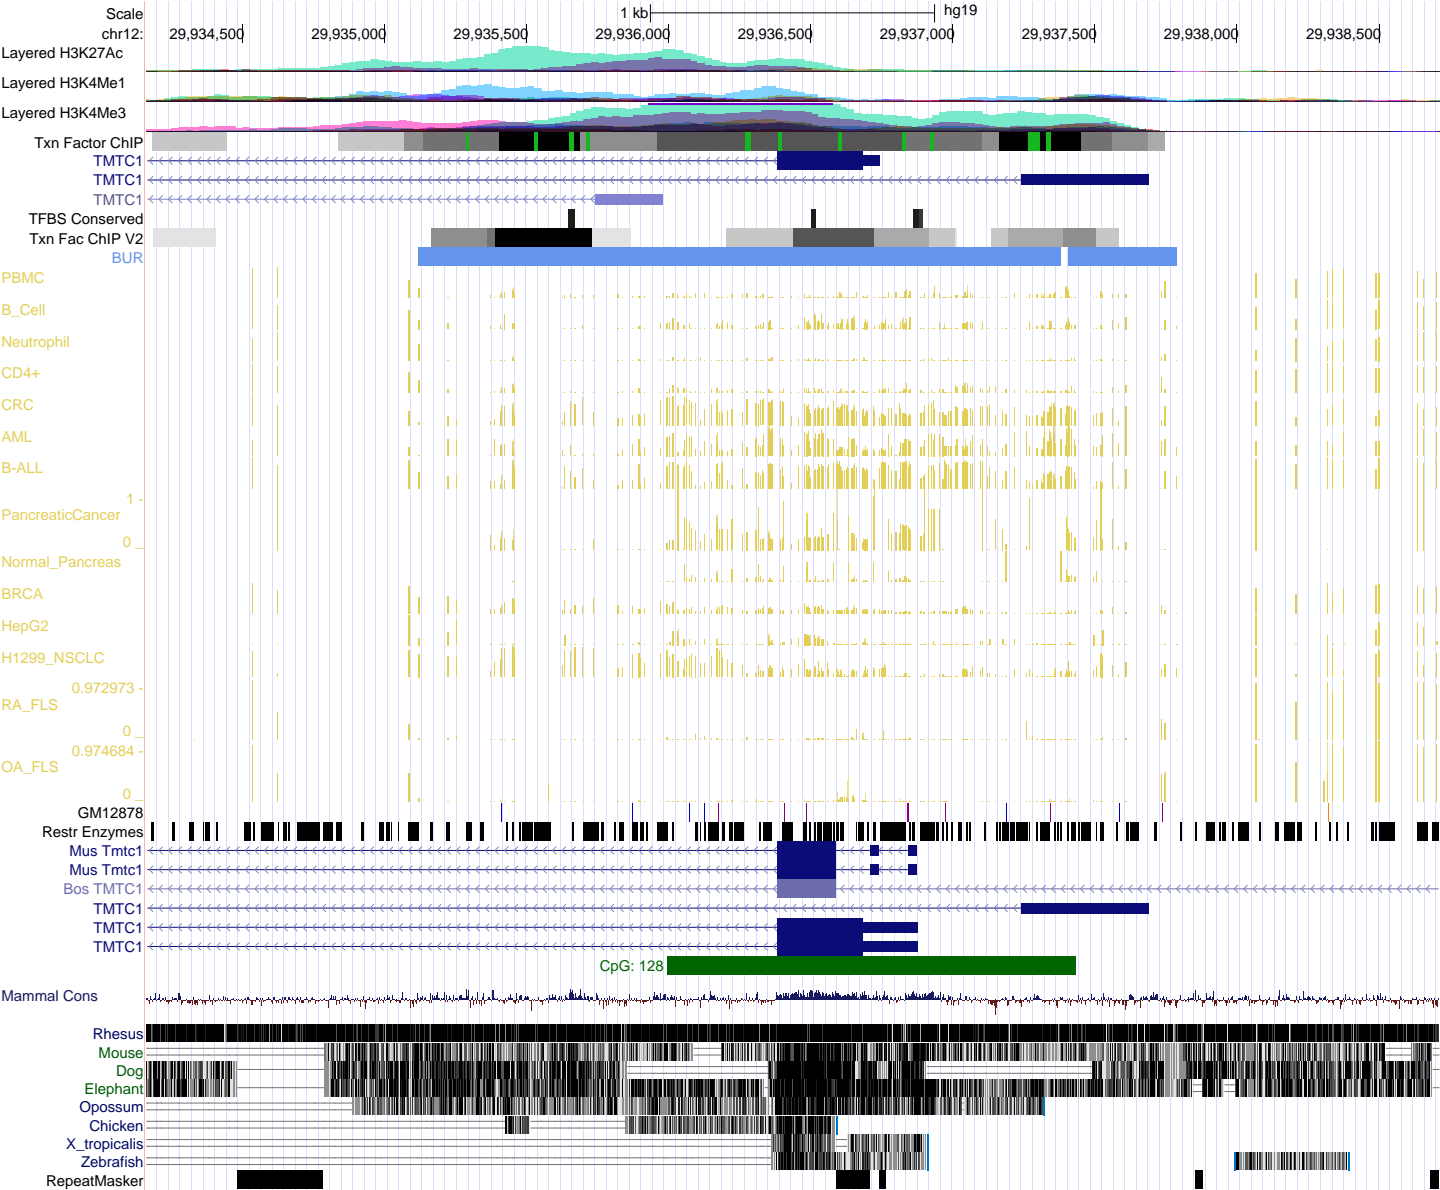 Scale 1 kb hg19
chr12: 29,934,500 29,935,000 29,935,500 29,936,000 29,936,500 29,937,000 29,937,500 29,938,000 29,938,500
Layered H3K27Ac
Layered H3K4Me1
Layered H3K4Me3
Txn Factor ChIP
TMTC1
TMTC1
TMTC1
TFBS Conserved
Txn Fac ChIP V2
BUR
PBMC
B_Cell
Neutrophil
CD4+
CRC
AML
B-ALL
1 -
PancreaticCancer
0 _
Normal_Pancreas
BRCA
HepG2
H1299_NSCLC
0.972973 -
RA_FLS
0 _
0.974684 -
OA_FLS
0 _
GM12878
Restr Enzymes
Mus Tmtc1
Mus Tmtc1
Bos TMTC1
TMTC1
TMTC1
TMTC1
CpG: 128
Mammal Cons
Rhesus
Mouse
Dog
Elephant
Opossum
Chicken
X_tropicalis
Zebrafish
RepeatMasker